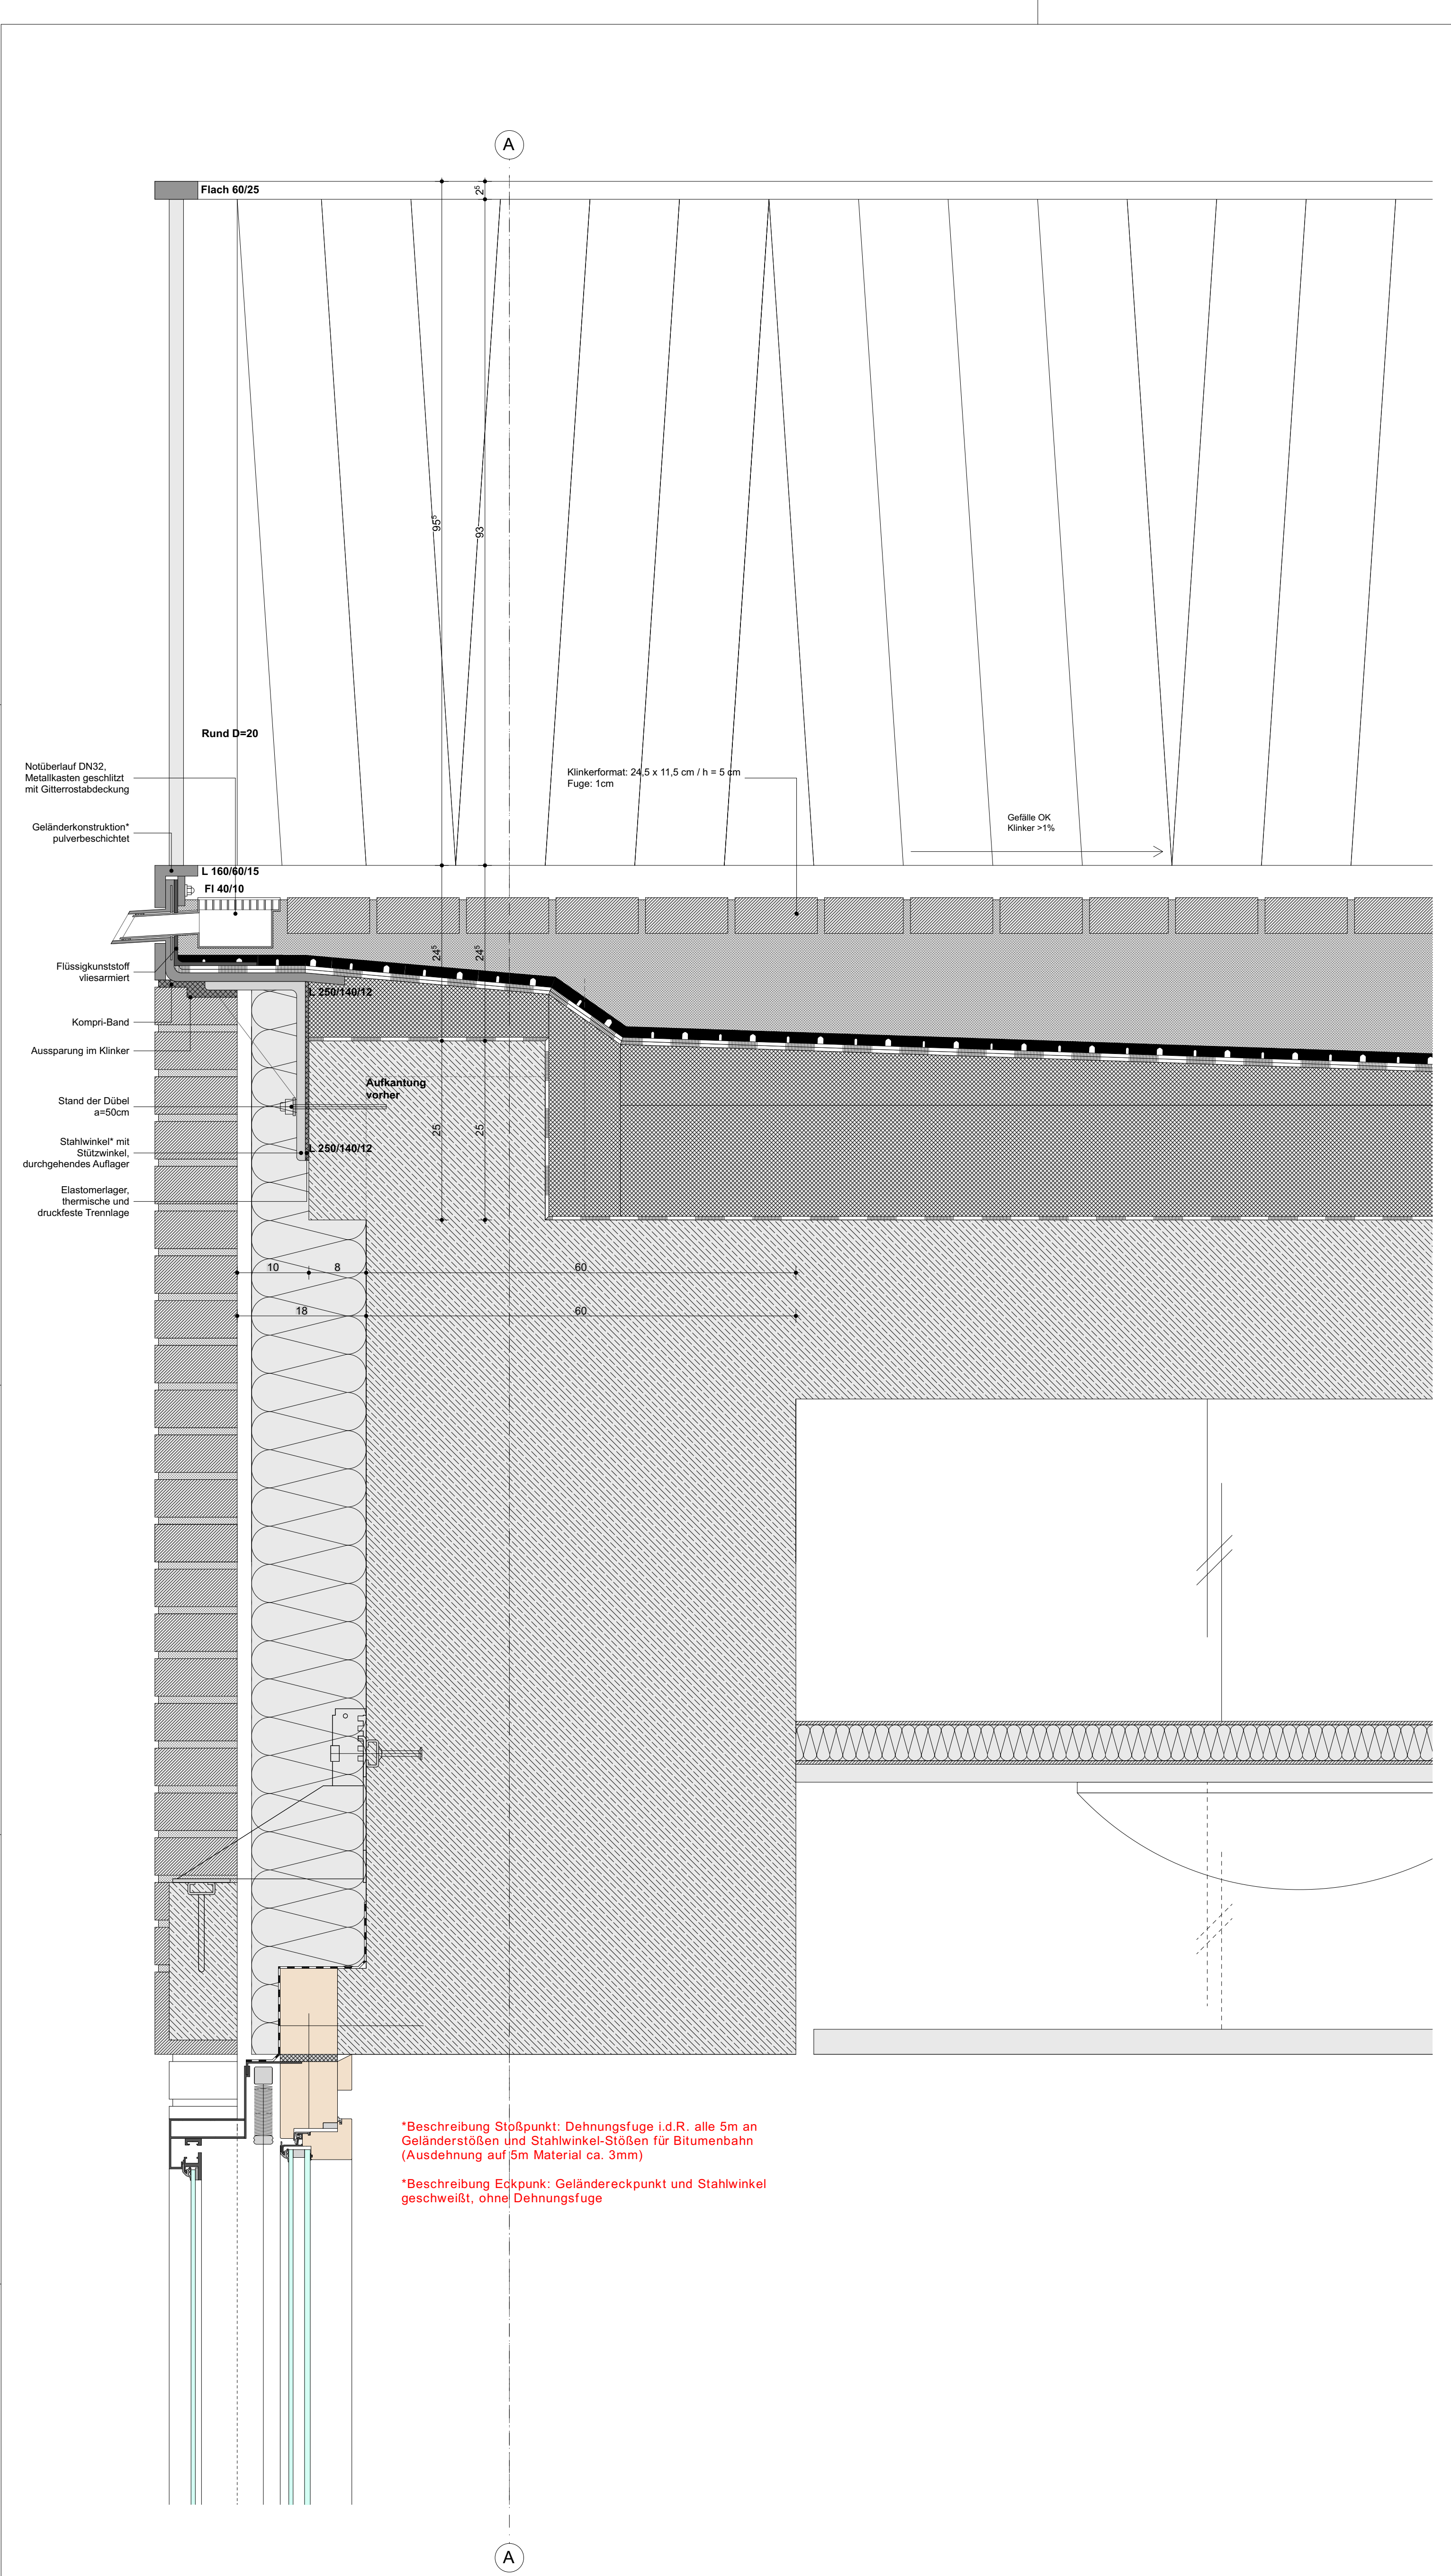 A
Flach 60/25
2⁵
95⁵
93
Rund D=20
Notüberlauf DN32,
Metallkasten geschlitzt
mit Gitterrostabdeckung
Klinkerformat: 24,5 x 11,5 cm / h = 5 cm
Fuge: 1cm
Geländerkonstruktion*
pulverbeschichtet
Gefälle OK
Klinker >1%
L 160/60/15
Fl 40/10
24⁵
24⁵
Flüssigkunststoff
vliesarmiert
L 250/140/12
Kompri-Band
Aussparung im Klinker
Aufkantung
vorher
Stand der Dübel
a=50cm
25
25
Stahlwinkel* mit
Stützwinkel,
durchgehendes Auflager
L 250/140/12
Elastomerlager,
thermische und
druckfeste Trennlage
10
8
60
18
60
*Beschreibung Stoßpunkt: Dehnungsfuge i.d.R. alle 5m an
Geländerstößen und Stahlwinkel-Stößen für Bitumenbahn
(Ausdehnung auf 5m Material ca. 3mm)
*Beschreibung Eckpunk: Geländereckpunkt und Stahlwinkel
geschweißt, ohne Dehnungsfuge
A